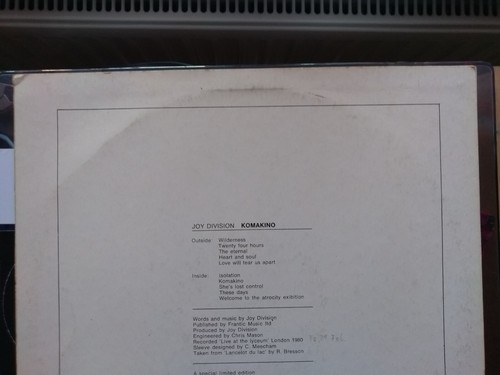 JOY DIVISION KOMAKINO
Outside: Wilderness
Twenty four hours
The eternal
Heart and soul
Love will tear us apart
Inside: Isolation
Komakino
She's lost control
These days
Welcome to the atrocity exibition
Words and music by Joy Division
Published by Frantic Music ltd
Produced by Joy Division
Engineered by Chris Mason
Recorded 'Live at the lyceum' London 1980
Sleeve designed by C. Meecham
Taken from 'Lancelot du lac' by R. Bresson
A special limited edition